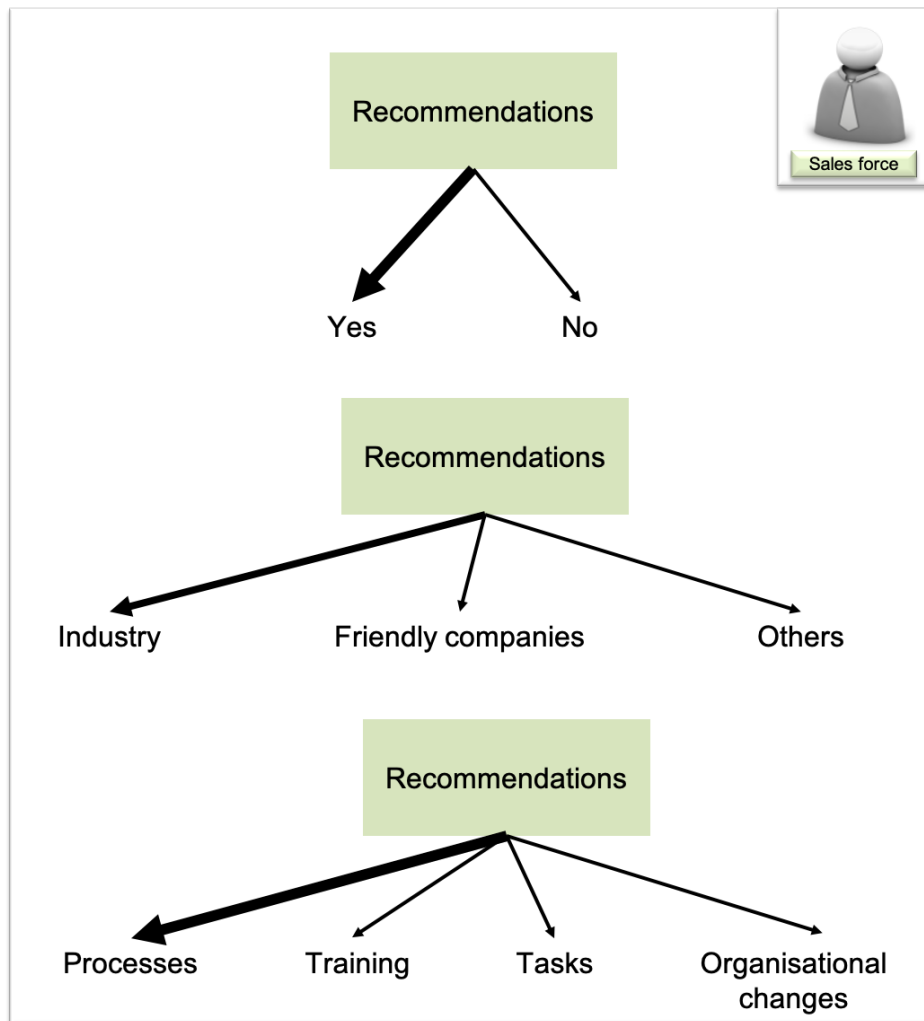 Recommendations
Sales force
Yes
No
Recommendations
Industry
Friendly companies
Others
Recommendations
Processes
Training
Tasks
Organisational
changes